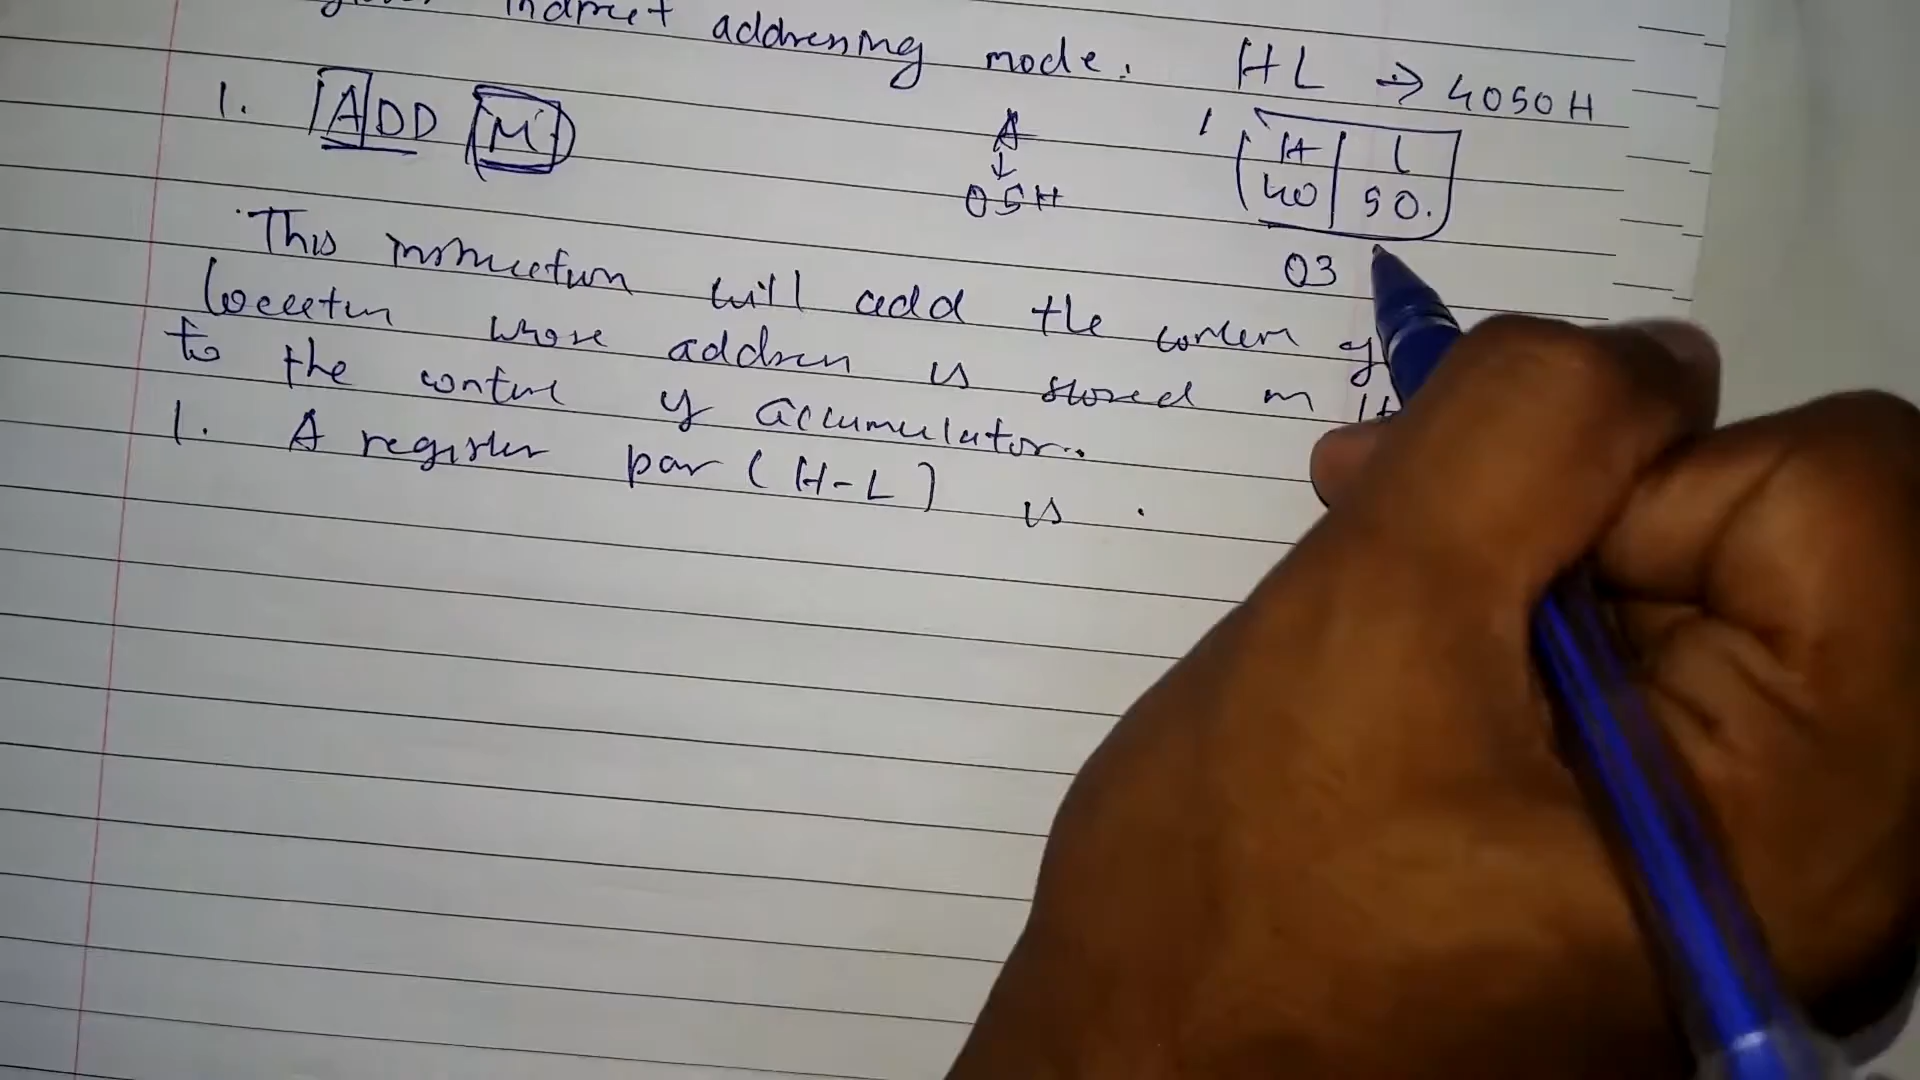 indirect addressing mode. HL → 4050H
1. ADD M
A
↓
05H
H L
40 50.
03
This instruction will add the content of
location whose address is stored in H
to the content of accumulator.
1. A register pair (H-L) is .